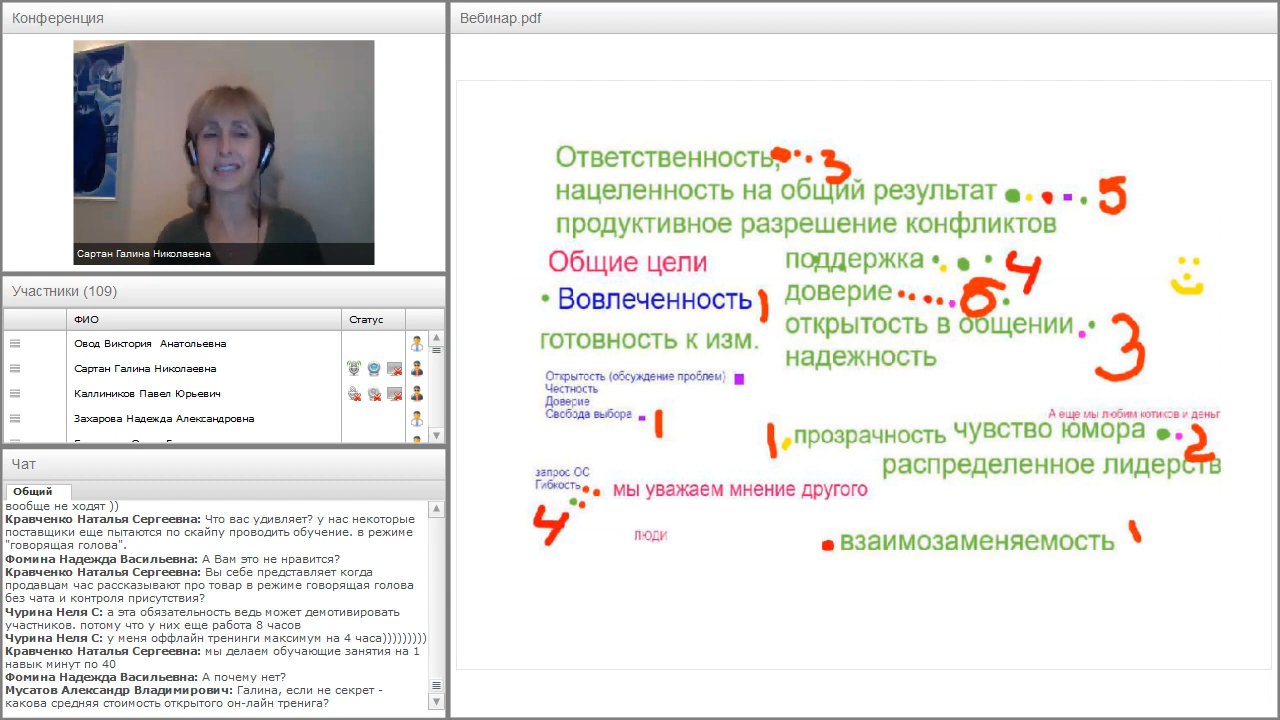 Конференция
Сартан Галина Николаевна
Участники (109)
ФИО
Статус
Овод Виктория Анатольевна
Сартан Галина Николаевна
Каллиников Павел Юрьевич
Захарова Надежда Александровна
Чат
Общий
вообще не ходят ))
Кравченко Наталья Сергеевна: Что вас удивляет? у нас некоторые
поставщики еще пытаются по скайпу проводить обучение. в режиме
"говорящая голова".
Фомина Надежда Васильевна: А Вам это не нравится?
Кравченко Наталья Сергеевна: Вы себе представляет когда
продавцам час рассказывают про товар в режиме говорящая голова
без чата и контроля присутствия?
Чурина Неля С: а эта обязательность ведь может демотивировать
участников. потому что у них еще работа 8 часов
Чурина Неля С: у меня оффлайн тренинги максимум на 4 часа)))))))))
Кравченко Наталья Сергеевна: мы делаем обучающие занятия на 1
навык минут по 40
Фомина Надежда Васильевна: А почему нет?
Мусатов Александр Владимирович: Галина, если не секрет -
какова средняя стоимость открытого он-лайн тренига?
Вебинар.pdf
Ответственность, 3
нацеленность на общий результат 5
продуктивное разрешение конфликтов
Общие цели
поддержка 4
• Вовлеченность 1
доверие 6
открытость в общении 3
готовность к изм.
надежность
Открытость (обсуждение проблем)
Честность
Доверие
Свобода выбора 1
А еще мы любим котиков и деньг
1 прозрачность чувство юмора 2
распределенное лидерств
запрос ОС
Гибкость 4
мы уважаем мнение другого
люди
взаимозаменяемость 1